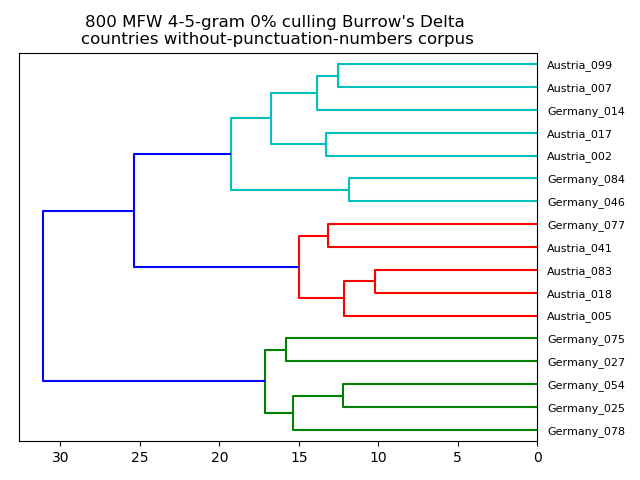 800 MFW 4-5-gram 0% culling Burrow's Delta
countries without-punctuation-numbers corpus
Austria_099
Austria_007
Germany_014
Austria_017
Austria_002
Germany_084
Germany_046
Germany_077
Austria_041
Austria_083
Austria_018
Austria_005
Germany_075
Germany_027
Germany_054
Germany_025
Germany_078
30 25 20 15 10 5 0